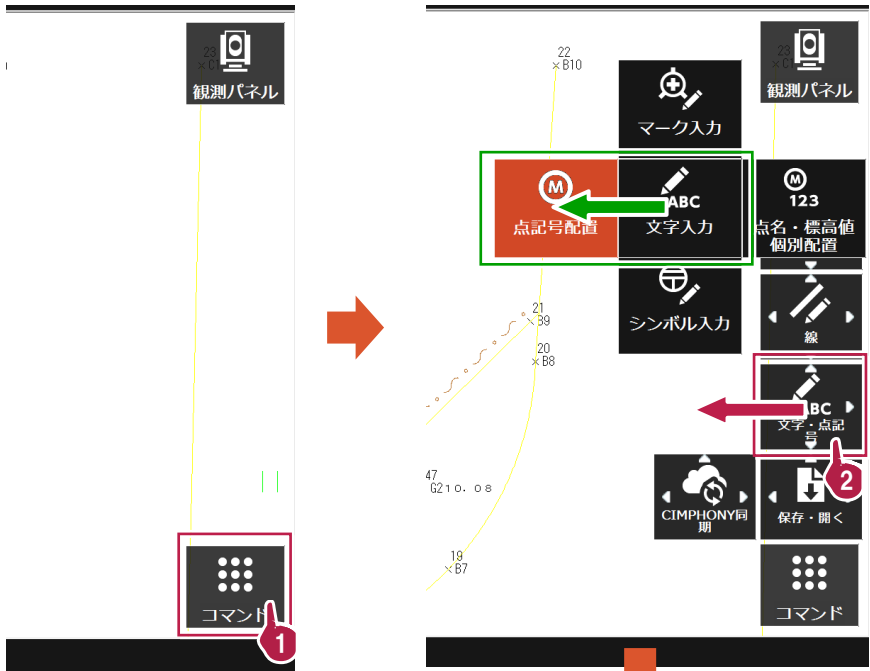 23
C1
観測パネル
コマンド
1
22
B10
マーク入力
23
観測パネル
M
点記号配置
ABC
文字入力
M
123
点名・標高値
個別配置
シンボル入力
21
B9
20
B8
線
ABC
文字・点記
号
2
47
G210.08
CIMPHONY同
期
保存・開く
19
B7
コマンド